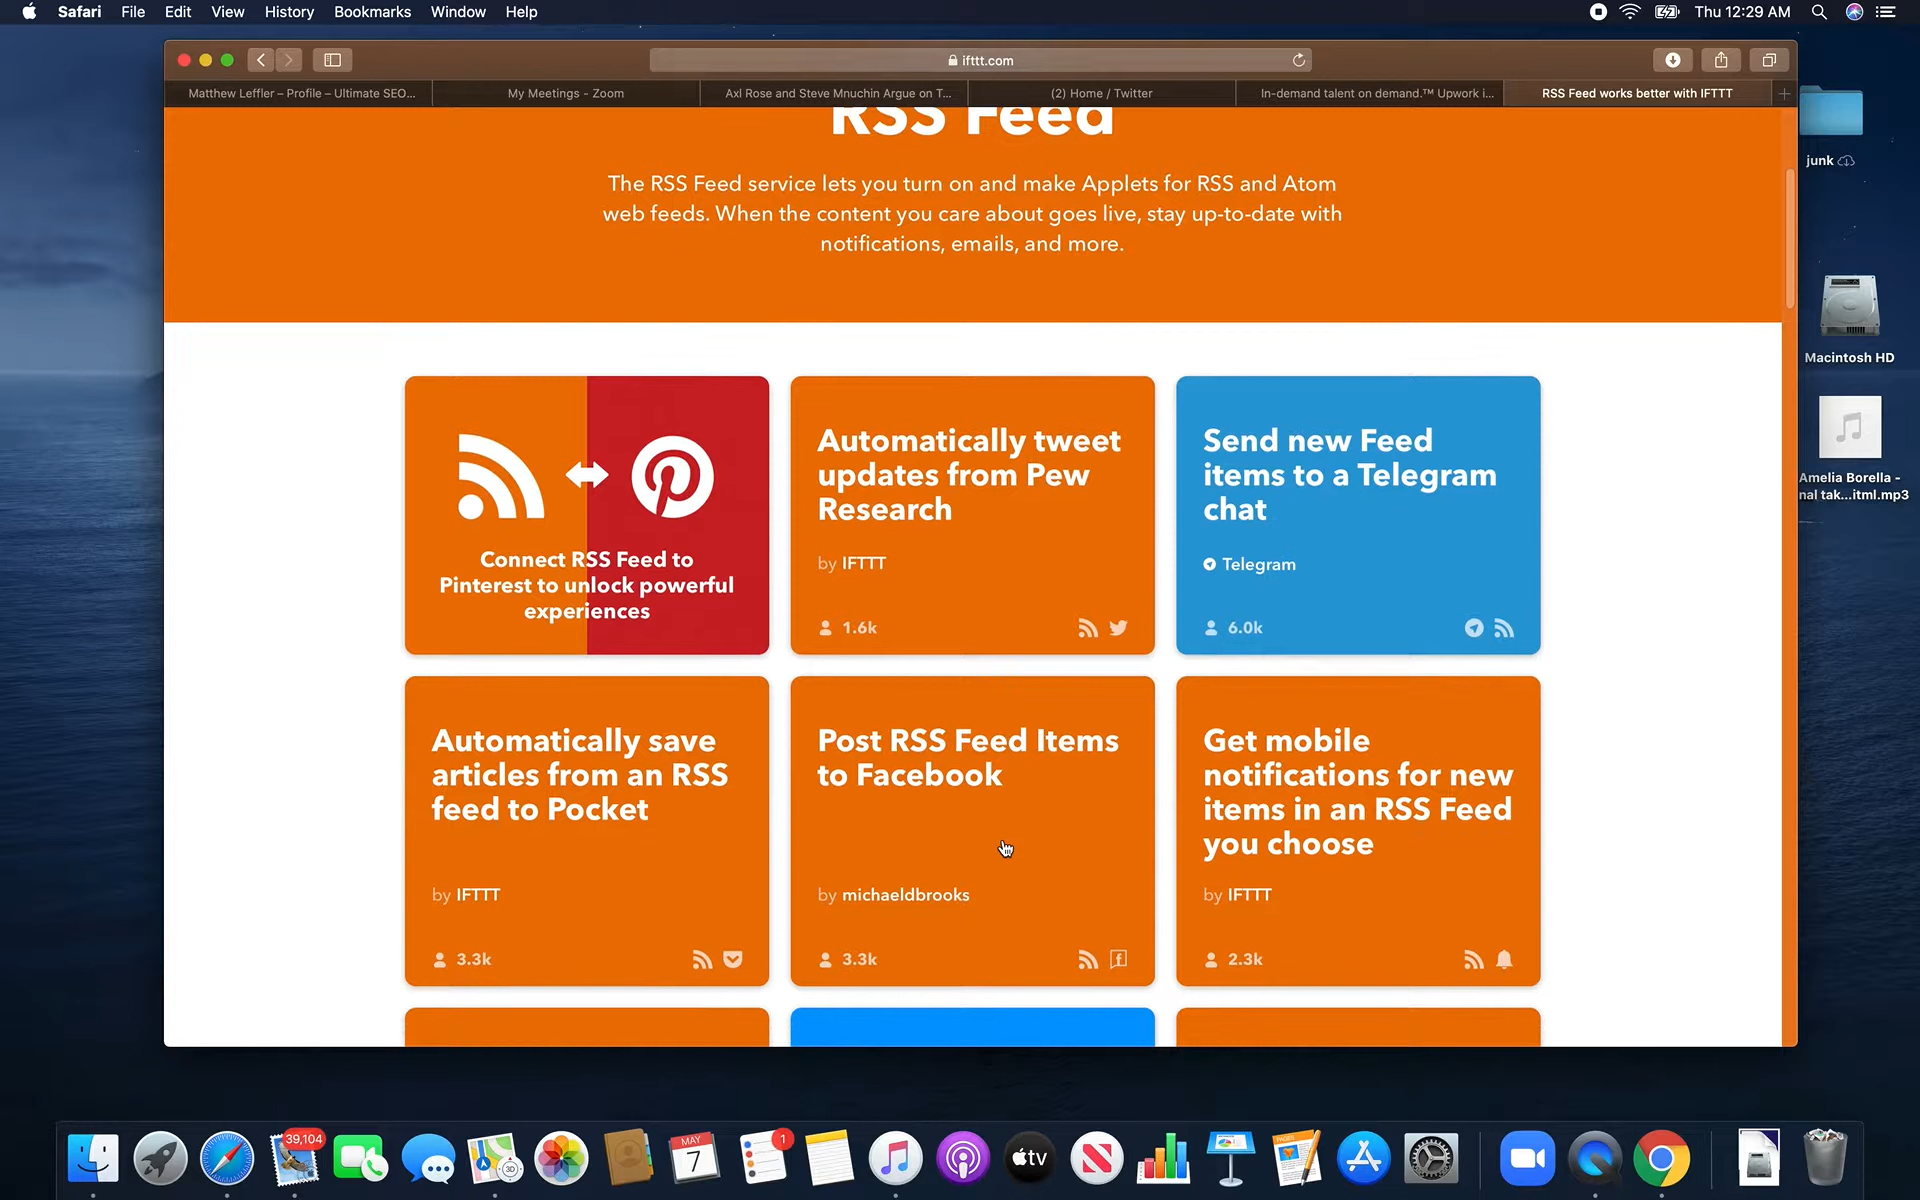 Safari File Edit View History Bookmarks Window Help
Thu 12:29 AM
ifttt.com
Matthew Leffler – Profile – Ultimate SEO...
My Meetings - Zoom
Axl Rose and Steve Mnuchin Argue on T...
(2) Home / Twitter
In-demand talent on demand.™ Upwork i...
RSS Feed works better with IFTTT
RSS Feed
The RSS Feed service lets you turn on and make Applets for RSS and Atom
web feeds. When the content you care about goes live, stay up-to-date with
notifications, emails, and more.
Connect RSS Feed to
Pinterest to unlock powerful
experiences
Automatically tweet
updates from Pew
Research
by IFTTT
1.6k
Send new Feed
items to a Telegram
chat
Telegram
6.0k
Automatically save
articles from an RSS
feed to Pocket
by IFTTT
3.3k
Post RSS Feed Items
to Facebook
by michaeldbrooks
3.3k
Get mobile
notifications for new
items in an RSS Feed
you choose
by IFTTT
2.3k
junk
Macintosh HD
Amelia Borella -
nal tak...itml.mp3
39,104
3D
MAY
7
1
tv
PAGES